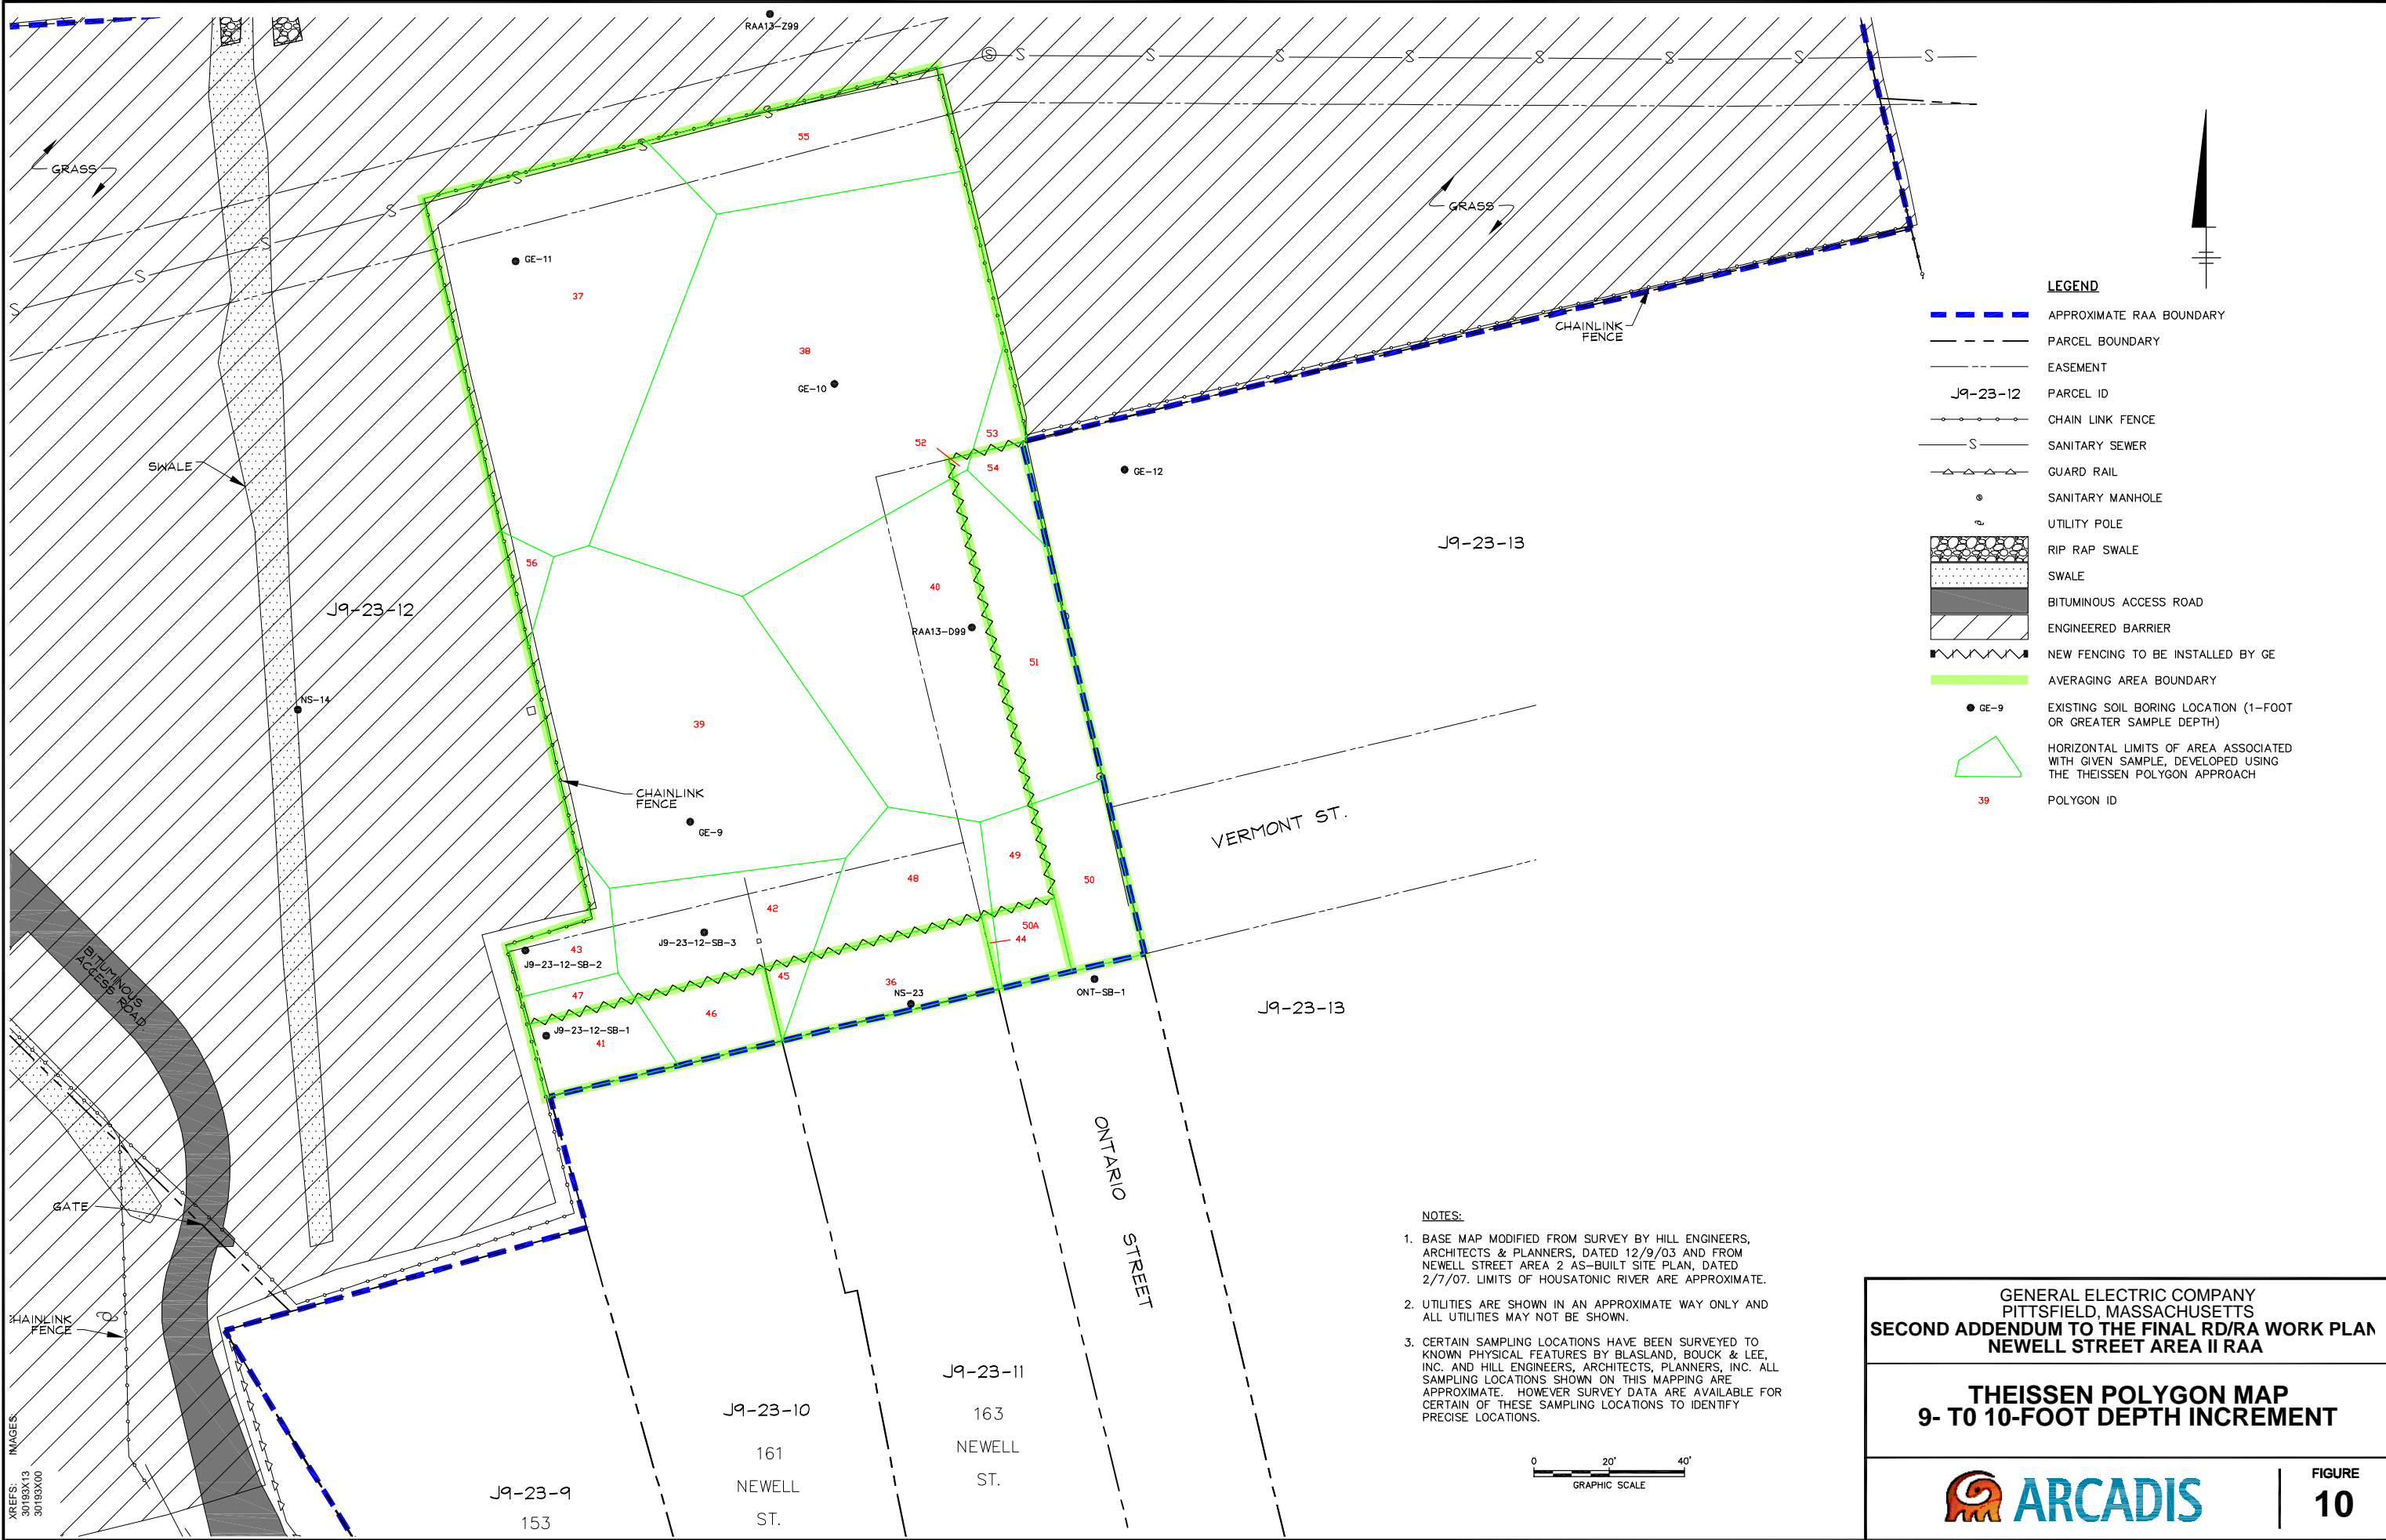 RAA13-Z99
S S S S S S S S
S
S
S
S
S
S
S
S
S
GRASS
55
GRASS
GE-11
37
38
GE-10
CHAINLINK
FENCE
52
53
54
GE-12
SWALE
J9-23-13
56
40
J9-23-12
RAA13-D99
51
NS-14
39
CHAINLINK
FENCE
GE-9
VERMONT ST.
49
48
50
42
50A
44
J9-23-12-SB-3
43
J9-23-12-SB-2
45
36
NS-23
ONT-SB-1
47
46
J9-23-12-SB-1
41
J9-23-13
BITUMINOUS
ACCESS ROAD
GATE
ONTARIO STREET
HAINLINK
FENCE
J9-23-11
163
NEWELL
ST.
J9-23-10
161
NEWELL
ST.
J9-23-9
153
XREFS:
30193X13
30193X00
IMAGES:
LEGEND
APPROXIMATE RAA BOUNDARY
PARCEL BOUNDARY
EASEMENT
J9-23-12 PARCEL ID
CHAIN LINK FENCE
S SANITARY SEWER
GUARD RAIL
S SANITARY MANHOLE
UTILITY POLE
RIP RAP SWALE
SWALE
BITUMINOUS ACCESS ROAD
ENGINEERED BARRIER
NEW FENCING TO BE INSTALLED BY GE
AVERAGING AREA BOUNDARY
GE-9 EXISTING SOIL BORING LOCATION (1-FOOT
OR GREATER SAMPLE DEPTH)
HORIZONTAL LIMITS OF AREA ASSOCIATED
WITH GIVEN SAMPLE, DEVELOPED USING
THE THEISSEN POLYGON APPROACH
39 POLYGON ID
NOTES:
1. BASE MAP MODIFIED FROM SURVEY BY HILL ENGINEERS,
ARCHITECTS & PLANNERS, DATED 12/9/03 AND FROM
NEWELL STREET AREA 2 AS-BUILT SITE PLAN, DATED
2/7/07. LIMITS OF HOUSATONIC RIVER ARE APPROXIMATE.
2. UTILITIES ARE SHOWN IN AN APPROXIMATE WAY ONLY AND
ALL UTILITIES MAY NOT BE SHOWN.
3. CERTAIN SAMPLING LOCATIONS HAVE BEEN SURVEYED TO
KNOWN PHYSICAL FEATURES BY BLASLAND, BOUCK & LEE,
INC. AND HILL ENGINEERS, ARCHITECTS, PLANNERS, INC. ALL
SAMPLING LOCATIONS SHOWN ON THIS MAPPING ARE
APPROXIMATE. HOWEVER SURVEY DATA ARE AVAILABLE FOR
CERTAIN OF THESE SAMPLING LOCATIONS TO IDENTIFY
PRECISE LOCATIONS.
0 20' 40'
GRAPHIC SCALE
GENERAL ELECTRIC COMPANY
PITTSFIELD, MASSACHUSETTS
SECOND ADDENDUM TO THE FINAL RD/RA WORK PLAN
NEWELL STREET AREA II RAA
THEISSEN POLYGON MAP
9- T0 10-FOOT DEPTH INCREMENT
ARCADIS
FIGURE
10